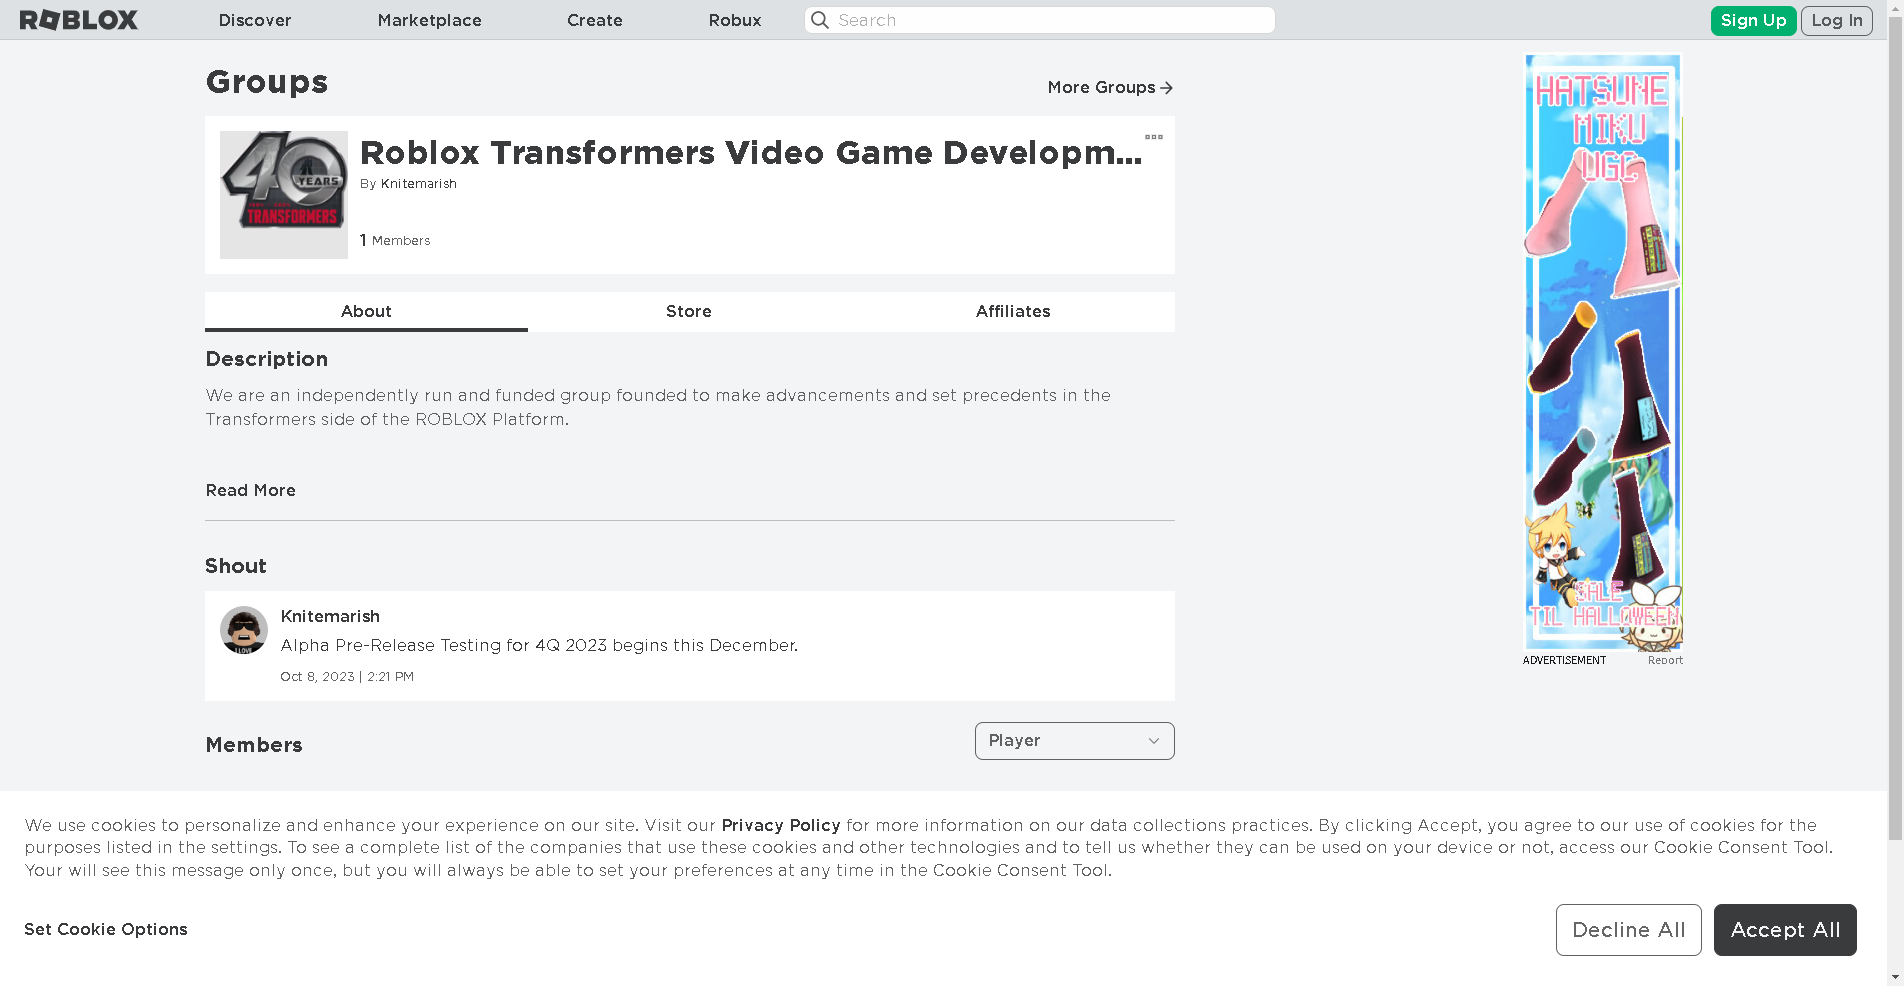 ROBLOX
Discover
Marketplace
Create
Robux
Search
Sign Up
Log In
Groups
More Groups
40
YEARS
TRANSFORMERS
Roblox Transformers Video Game Developm...
By Knitemarish
1 Members
About
Store
Affiliates
Description
We are an independently run and funded group founded to make advancements and set precedents in the
Transformers side of the ROBLOX Platform.
Read More
Shout
Knitemarish
Alpha Pre-Release Testing for 4Q 2023 begins this December.
Oct 8, 2023 | 2:21 PM
I LOVE
Members
Player
HATSUNE
MIKU
UGC
SALE
TIL HALLOWEEN
ADVERTISEMENT
Report
We use cookies to personalize and enhance your experience on our site. Visit our Privacy Policy for more information on our data collections practices. By clicking Accept, you agree to our use of cookies for the
purposes listed in the settings. To see a complete list of the companies that use these cookies and other technologies and to tell us whether they can be used on your device or not, access our Cookie Consent Tool.
Your will see this message only once, but you will always be able to set your preferences at any time in the Cookie Consent Tool.
Set Cookie Options
Decline All
Accept All